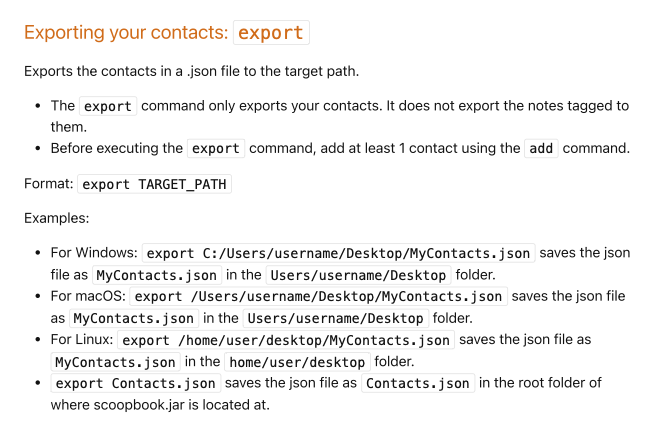 Exporting your contacts: export
Exports the contacts in a .json file to the target path.
• The export command only exports your contacts. It does not export the notes tagged to
them.
• Before executing the export command, add at least 1 contact using the add command.
Format: export TARGET_PATH
Examples:
• For Windows: export C:/Users/username/Desktop/MyContacts.json saves the json
file as MyContacts.json in the Users/username/Desktop folder.
• For macOS: export /Users/username/Desktop/MyContacts.json saves the json file
as MyContacts.json in the Users/username/Desktop folder.
• For Linux: export /home/user/desktop/MyContacts.json saves the json file as
MyContacts.json in the home/user/desktop folder.
• export Contacts.json saves the json file as Contacts.json in the root folder of
where scoopbook.jar is located at.